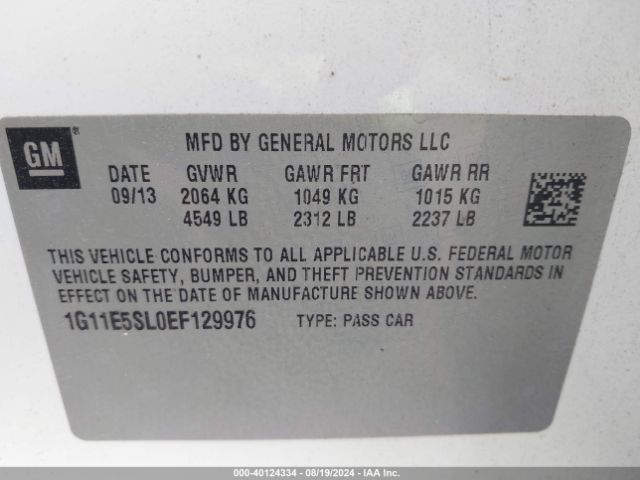 GM
MFD BY GENERAL MOTORS LLC
DATE GVWR GAWR FRT GAWR RR
09/13 2064 KG 1049 KG 1015 KG
4549 LB 2312 LB 2237 LB
THIS VEHICLE CONFORMS TO ALL APPLICABLE U.S. FEDERAL MOTOR
VEHICLE SAFETY, BUMPER, AND THEFT PREVENTION STANDARDS IN
EFFECT ON THE DATE OF MANUFACTURE SHOWN ABOVE.
1G11E5SL0EF129976 TYPE: PASS CAR
000-40124334 - 08/19/2024 - COPYRIGHT © IAA, LLC